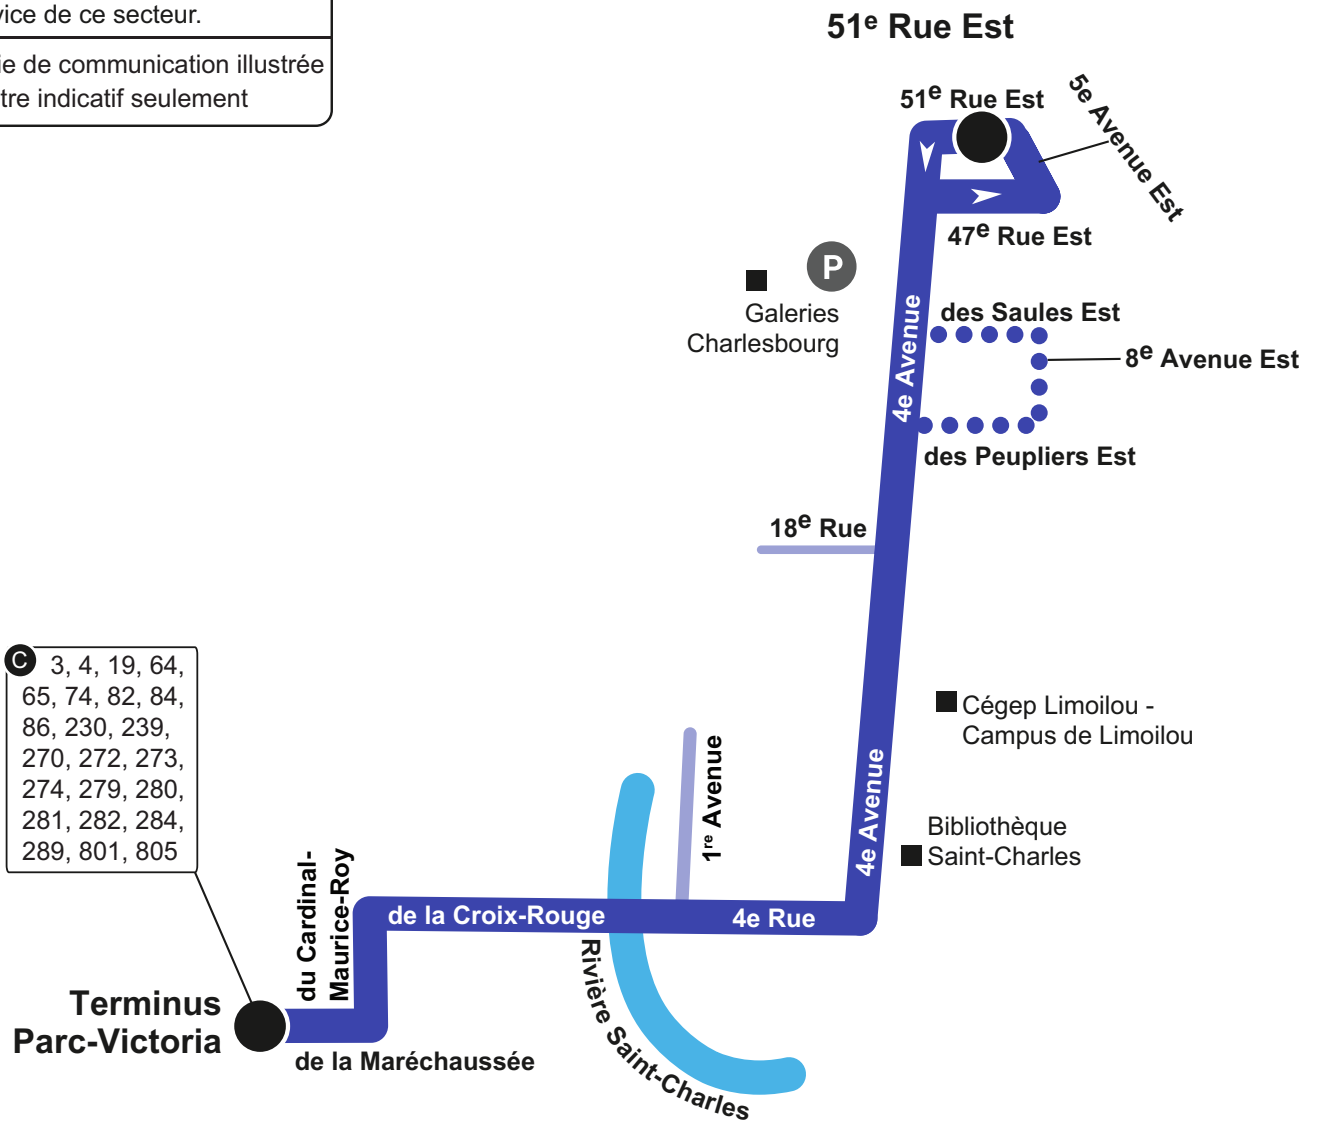 vice de ce secteur.
ie de communication illustrée
tre indicatif seulement
51e Rue Est
51e Rue Est
5e Avenue Est
47e Rue Est
P
Galeries
Charlesbourg
4e Avenue
des Saules Est
8e Avenue Est
des Peupliers Est
18e Rue
C 3, 4, 19, 64,
65, 74, 82, 84,
86, 230, 239,
270, 272, 273,
274, 279, 280,
281, 282, 284,
289, 801, 805
Cégep Limoilou -
Campus de Limoilou
1re Avenue
4e Avenue
Bibliothèque
Saint-Charles
du Cardinal-
Maurice-Roy
de la Croix-Rouge
4e Rue
Rivière Saint-Charles
Terminus
Parc-Victoria
de la Maréchaussée